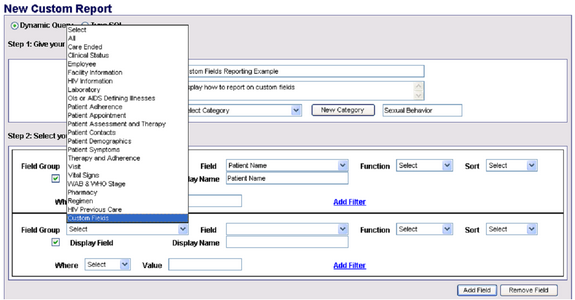 New Custom Report
Dynamic Query Type SQL
Step 1: Give your
Select
All
Care Ended
Clinical Status
Employee
Facility Information
HIV Information
Laboratory
OIs or AIDS Defining Illnesses
Patient Adherence
Patient Appointment
Patient Assessment and Therapy
Patient Contacts
Patient Demographics
Patient Symptoms
Therapy and Adherence
Visit
Vital Signs
WAB & WHO Stage
Pharmacy
Regimen
HIV Previous Care
Custom Fields
stom Fields Reporting Example
splay how to report on custom fields
elect Category New Category Sexual Behavior
Step 2: Select yo
Field Group Field Patient Name Function Select Sort Select
lay Name Patient Name
Wh Add Filter
Field Group Select Field Function Select Sort Select
Display Field Display Name
Where Select Value Add Filter
Add Field Remove Field